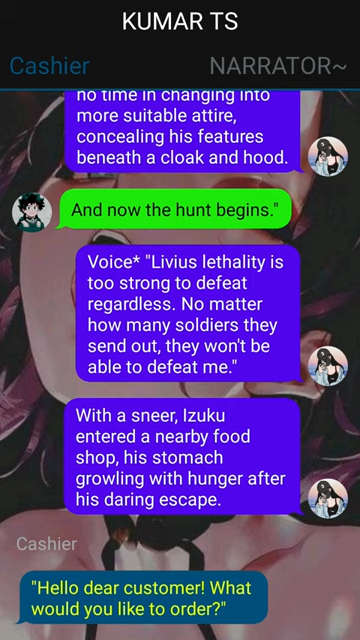 KUMAR TS
Cashier NARRATOR~
no time in changing into
more suitable attire,
concealing his features
beneath a cloak and hood.
And now the hunt begins."
Voice* "Livius lethality is
too strong to defeat
regardless. No matter
how many soldiers they
send out, they won't be
able to defeat me."
With a sneer, Izuku
entered a nearby food
shop, his stomach
growling with hunger after
his daring escape.
Cashier
"Hello dear customer! What
would you like to order?"